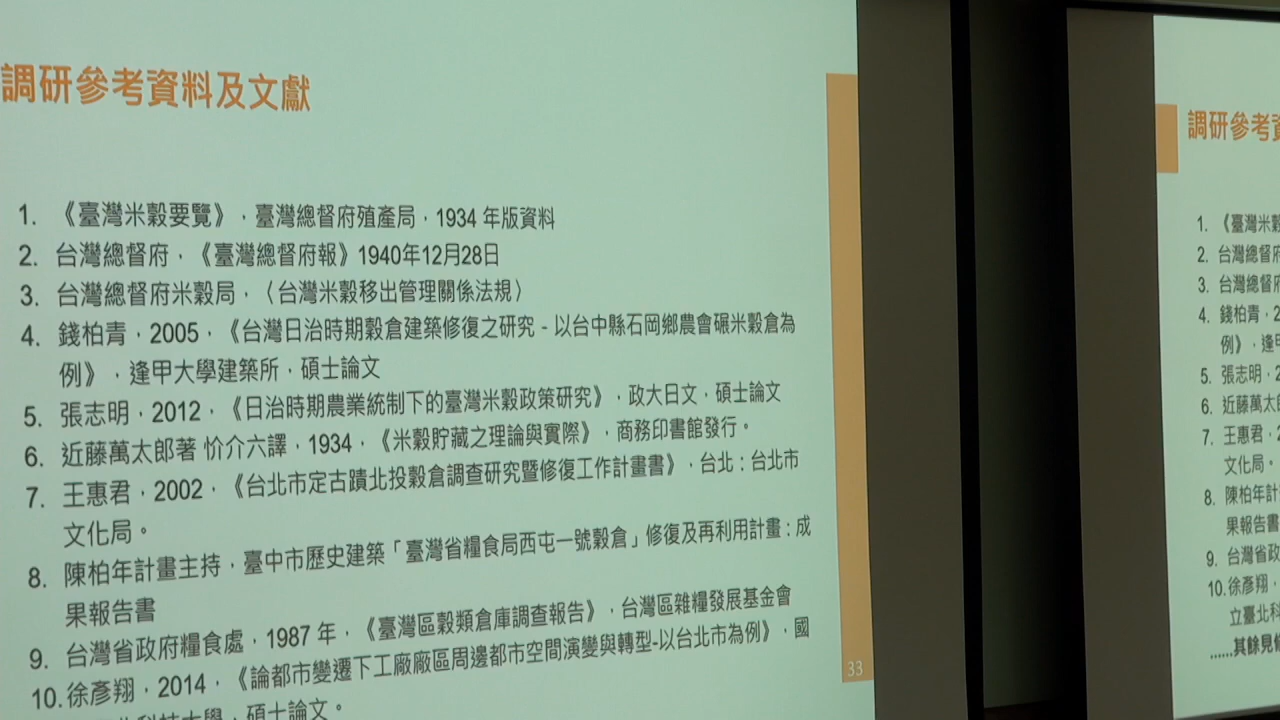 調研參考資料及文獻
1. 《臺灣米穀要覽》，臺灣總督府殖產局，1934 年版資料
2. 台灣總督府，《臺灣總督府報》1940年12月28日
3. 台灣總督府米穀局，〈台灣米穀移出管理關係法規〉
4. 錢柏青，2005，《台灣日治時期穀倉建築修復之研究－以台中縣石岡鄉農會碾米穀倉為
例》，逢甲大學建築所，碩士論文
5. 張志明，2012，《日治時期農業統制下的臺灣米穀政策研究》，政大日文，碩士論文
6. 近藤萬太郎著 忻介六譯，1934，《米穀貯藏之理論與實際》，商務印書館發行。
7. 王惠君，2002，《台北市定古蹟北投穀倉調查研究暨修復工作計畫書》，台北：台北市
文化局。
8. 陳柏年計畫主持，臺中市歷史建築「臺灣省糧食局西屯一號穀倉」修復及再利用計畫：成
果報告書
9. 台灣省政府糧食處，1987 年，《臺灣區穀類倉庫調查報告》，台灣區雜糧發展基金會
10.徐彥翔，2014，《論都市變遷下工廠廠區周邊都市空間演變與轉型-以台北市為例》，國
北科技大學，碩士論文。
33
調研參考資
1. 《臺灣米穀
2. 台灣總督府
3. 台灣總督府
4. 錢柏青，2
例》，逢甲
5. 張志明，2
6. 近藤萬太郎
7. 王惠君，2
文化局。
8. 陳柏年計
果報告書
9. 台灣省政
10.徐彥翔，
立臺北科
......其餘見